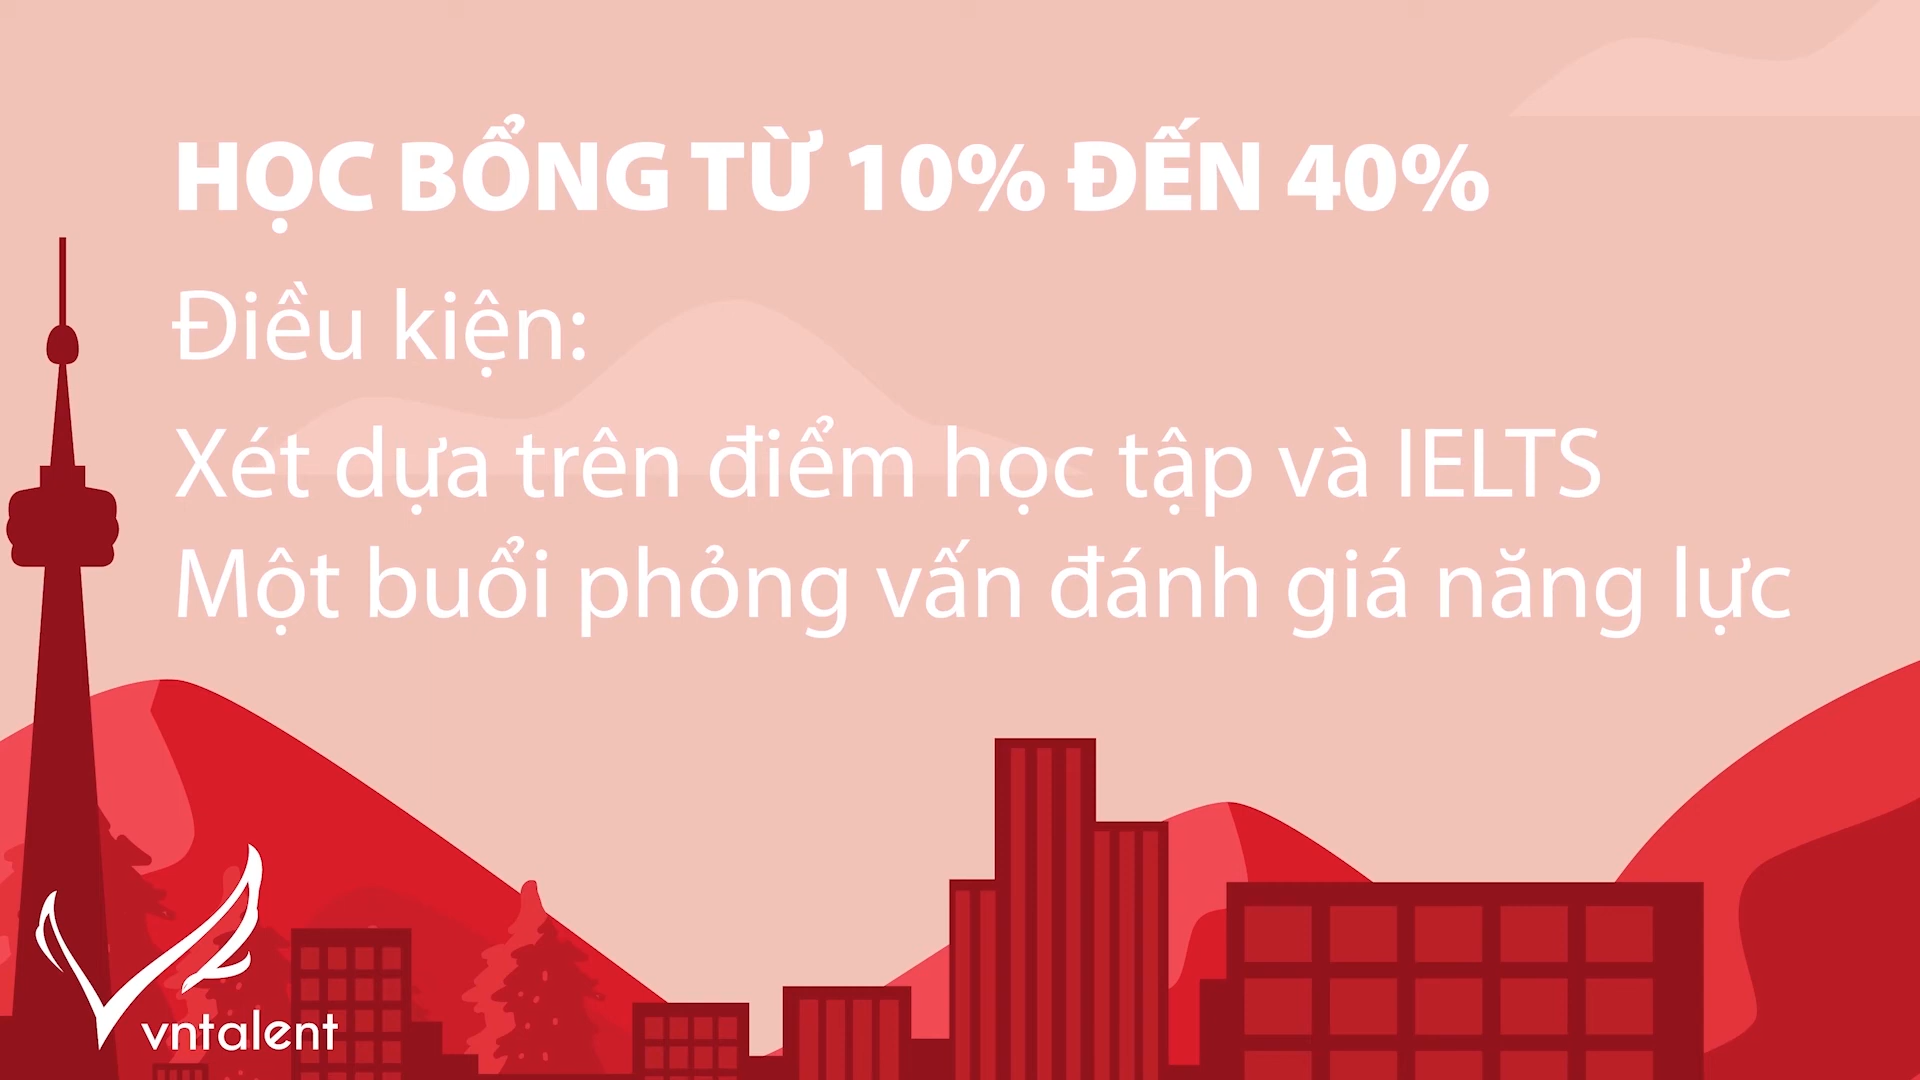 HỌC BỔNG TỪ 10% ĐẾN 40%
Điều kiện:
Xét dựa trên điểm học tập và IELTS
Một buổi phỏng vấn đánh giá năng lực
vntalent